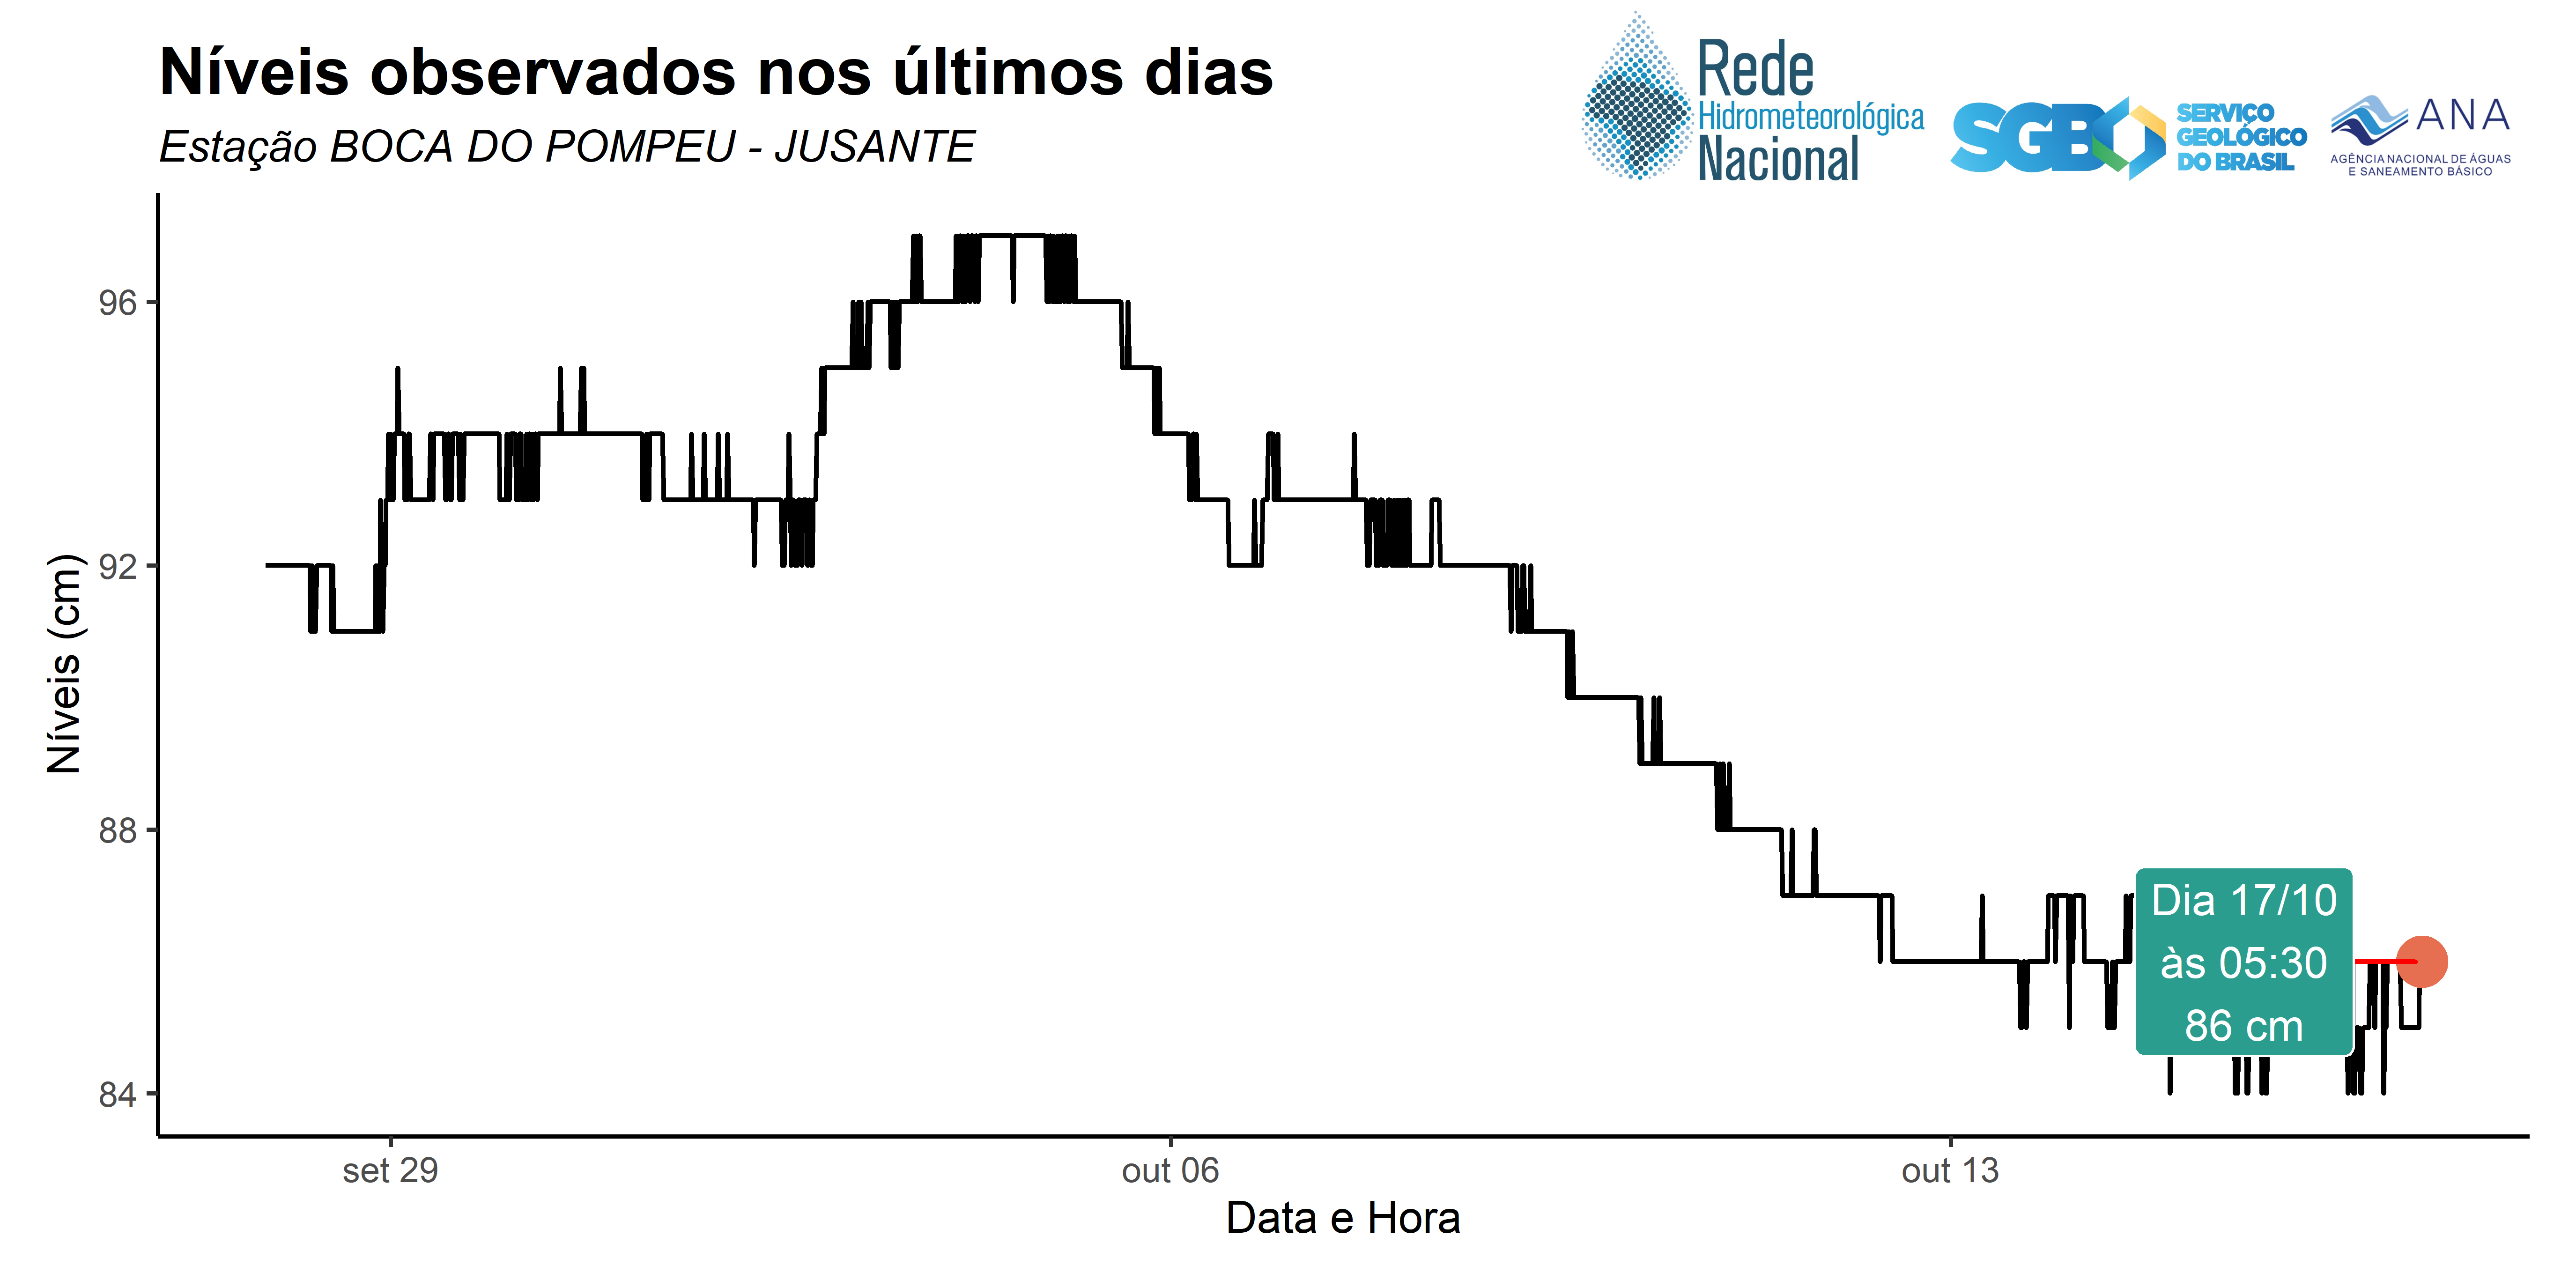 Níveis observados nos últimos dias
Estação BOCA DO POMPEU - JUSANTE
Rede
Hidrometeorológica
Nacional
SGB
SERVIÇO
GEOLÓGICO
DO BRASIL
ANA
AGÊNCIA NACIONAL DE ÁGUAS
E SANEAMENTO BÁSICO
Níveis (cm)
96
92
88
84
Dia 17/10
às 05:30
86 cm
set 29
out 06
out 13
Data e Hora